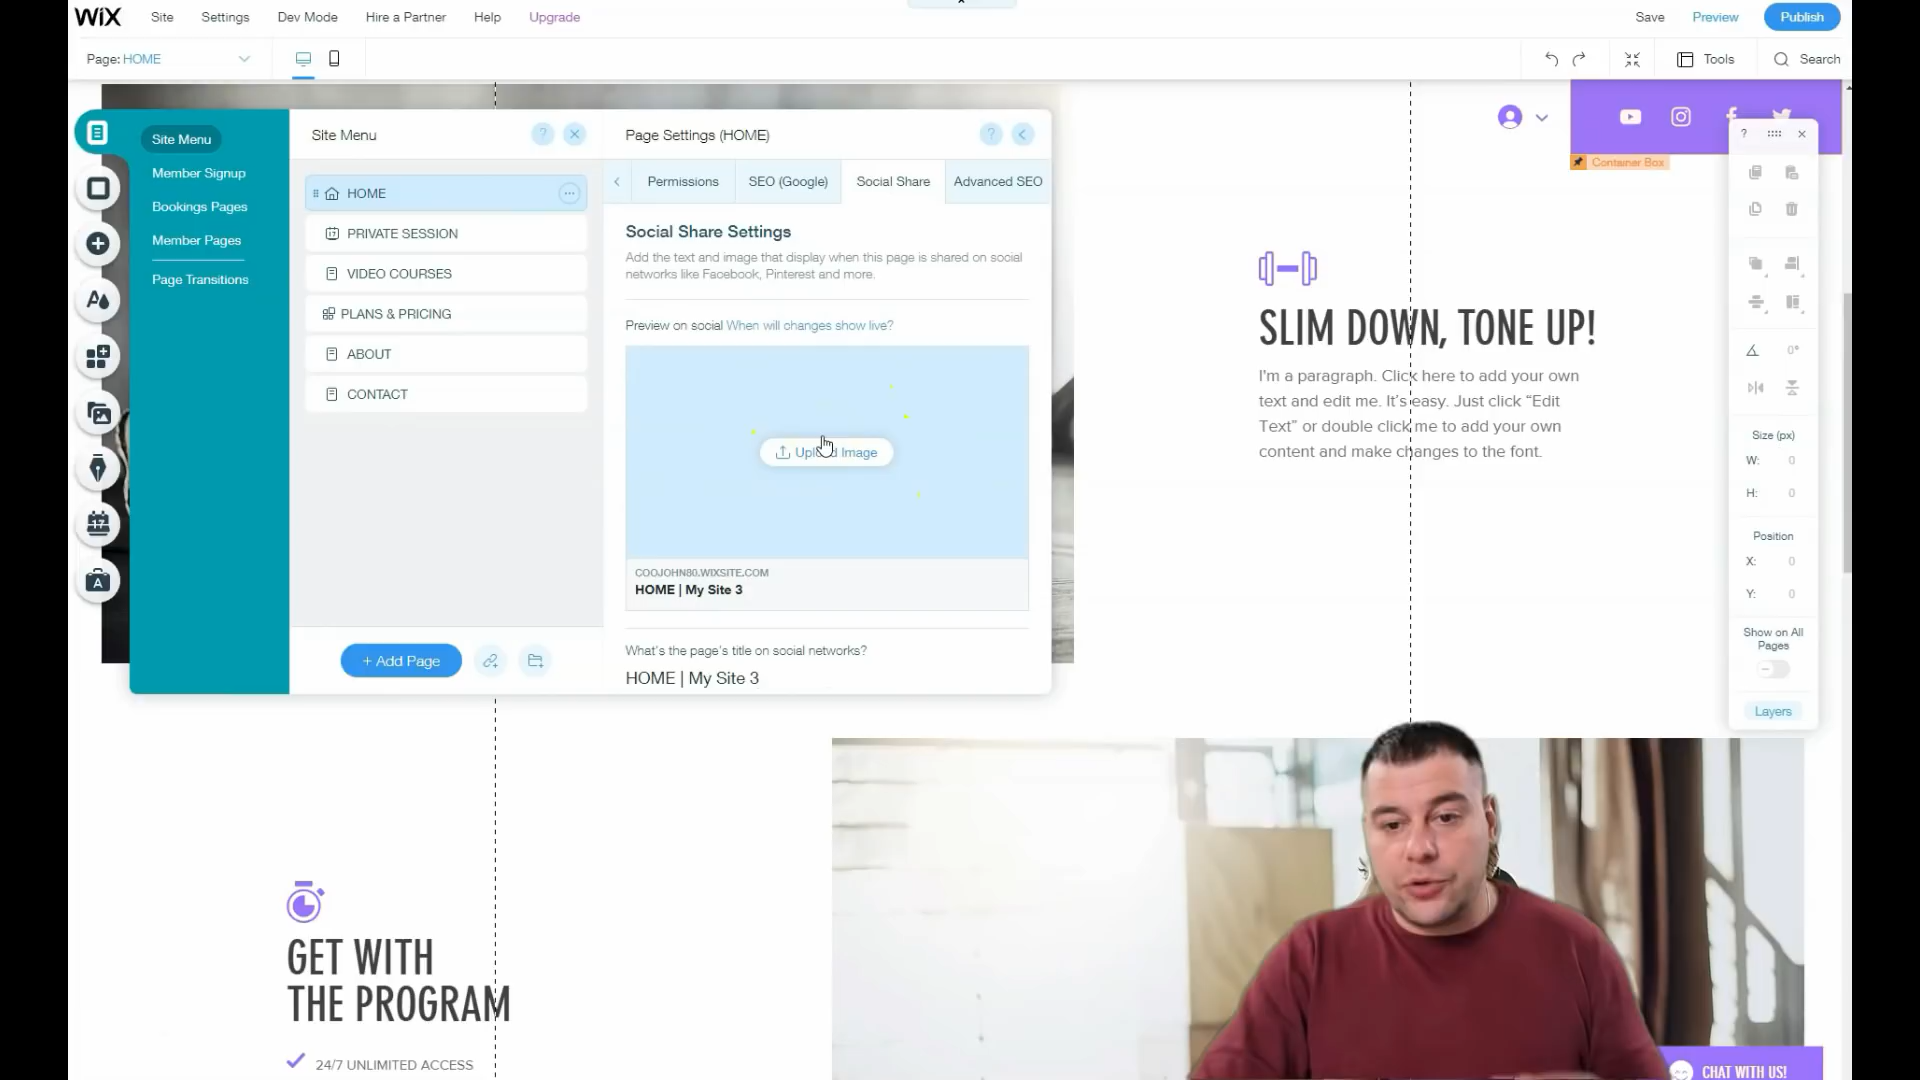 WIX Site Settings Dev Mode Hire a Partner Help Upgrade Save Preview Publish
Page: HOME Tools Search
Site Menu
Member Signup
Bookings Pages
Member Pages
Page Transitions
Site Menu ?
HOME
PRIVATE SESSION
VIDEO COURSES
PLANS & PRICING
ABOUT
CONTACT
+ Add Page
Page Settings (HOME) ?
Permissions SEO (Google) Social Share Advanced SEO
Social Share Settings
Add the text and image that display when this page is shared on social
networks like Facebook, Pinterest and more.
Preview on social When will changes show live?
Upload Image
COOJOHN80.WIXSITE.COM
HOME | My Site 3
What's the page's title on social networks?
HOME | My Site 3
Container Box
SLIM DOWN, TONE UP!
I'm a paragraph. Click here to add your own
text and edit me. It's easy. Just click “Edit
Text” or double click me to add your own
content and make changes to the font.
?
0°
Size (px)
W: 0
H: 0
Position
X: 0
Y: 0
Show on All
Pages
Layers
17
A
GET WITH
THE PROGRAM
24/7 UNLIMITED ACCESS
CHAT WITH US!